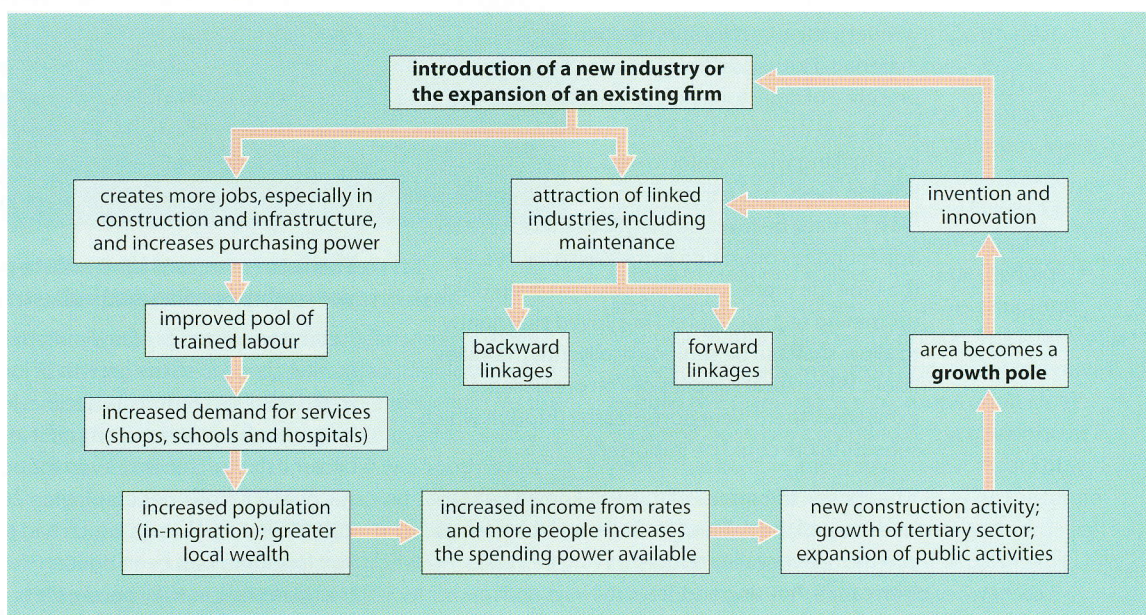 introduction of a new industry or
the expansion of an existing firm
creates more jobs, especially in
construction and infrastructure,
and increases purchasing power
attraction of linked
industries, including
maintenance
invention and
innovation
improved pool of
trained labour
backward
linkages
forward
linkages
area becomes a
growth pole
increased demand for services
(shops, schools and hospitals)
increased population
(in-migration); greater
local wealth
increased income from rates
and more people increases
the spending power available
new construction activity;
growth of tertiary sector;
expansion of public activities